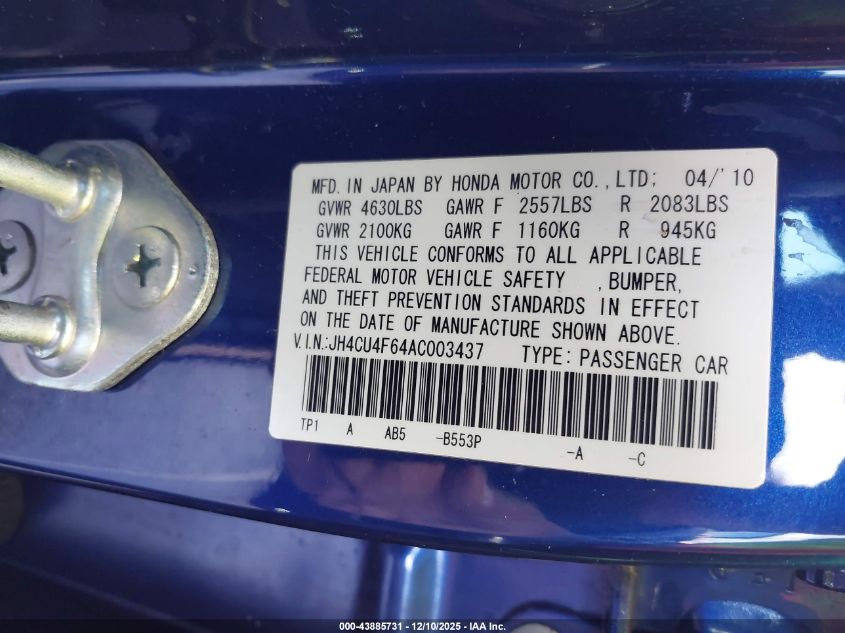 MFD. IN JAPAN BY HONDA MOTOR CO.,LTD; 04/'10
GVWR 4630LBS GAWR F 2557LBS R 2083LBS
GVWR 2100KG GAWR F 1160KG R 945KG
THIS VEHICLE CONFORMS TO ALL APPLICABLE
FEDERAL MOTOR VEHICLE SAFETY , BUMPER,
AND THEFT PREVENTION STANDARDS IN EFFECT
ON THE DATE OF MANUFACTURE SHOWN ABOVE.
V.I.N.:JH4CU4F64AC003437 TYPE: PASSENGER CAR
TP1 A AB5 -B553P -A -C
000-43885731 - 12/10/2025 - IAA Inc.